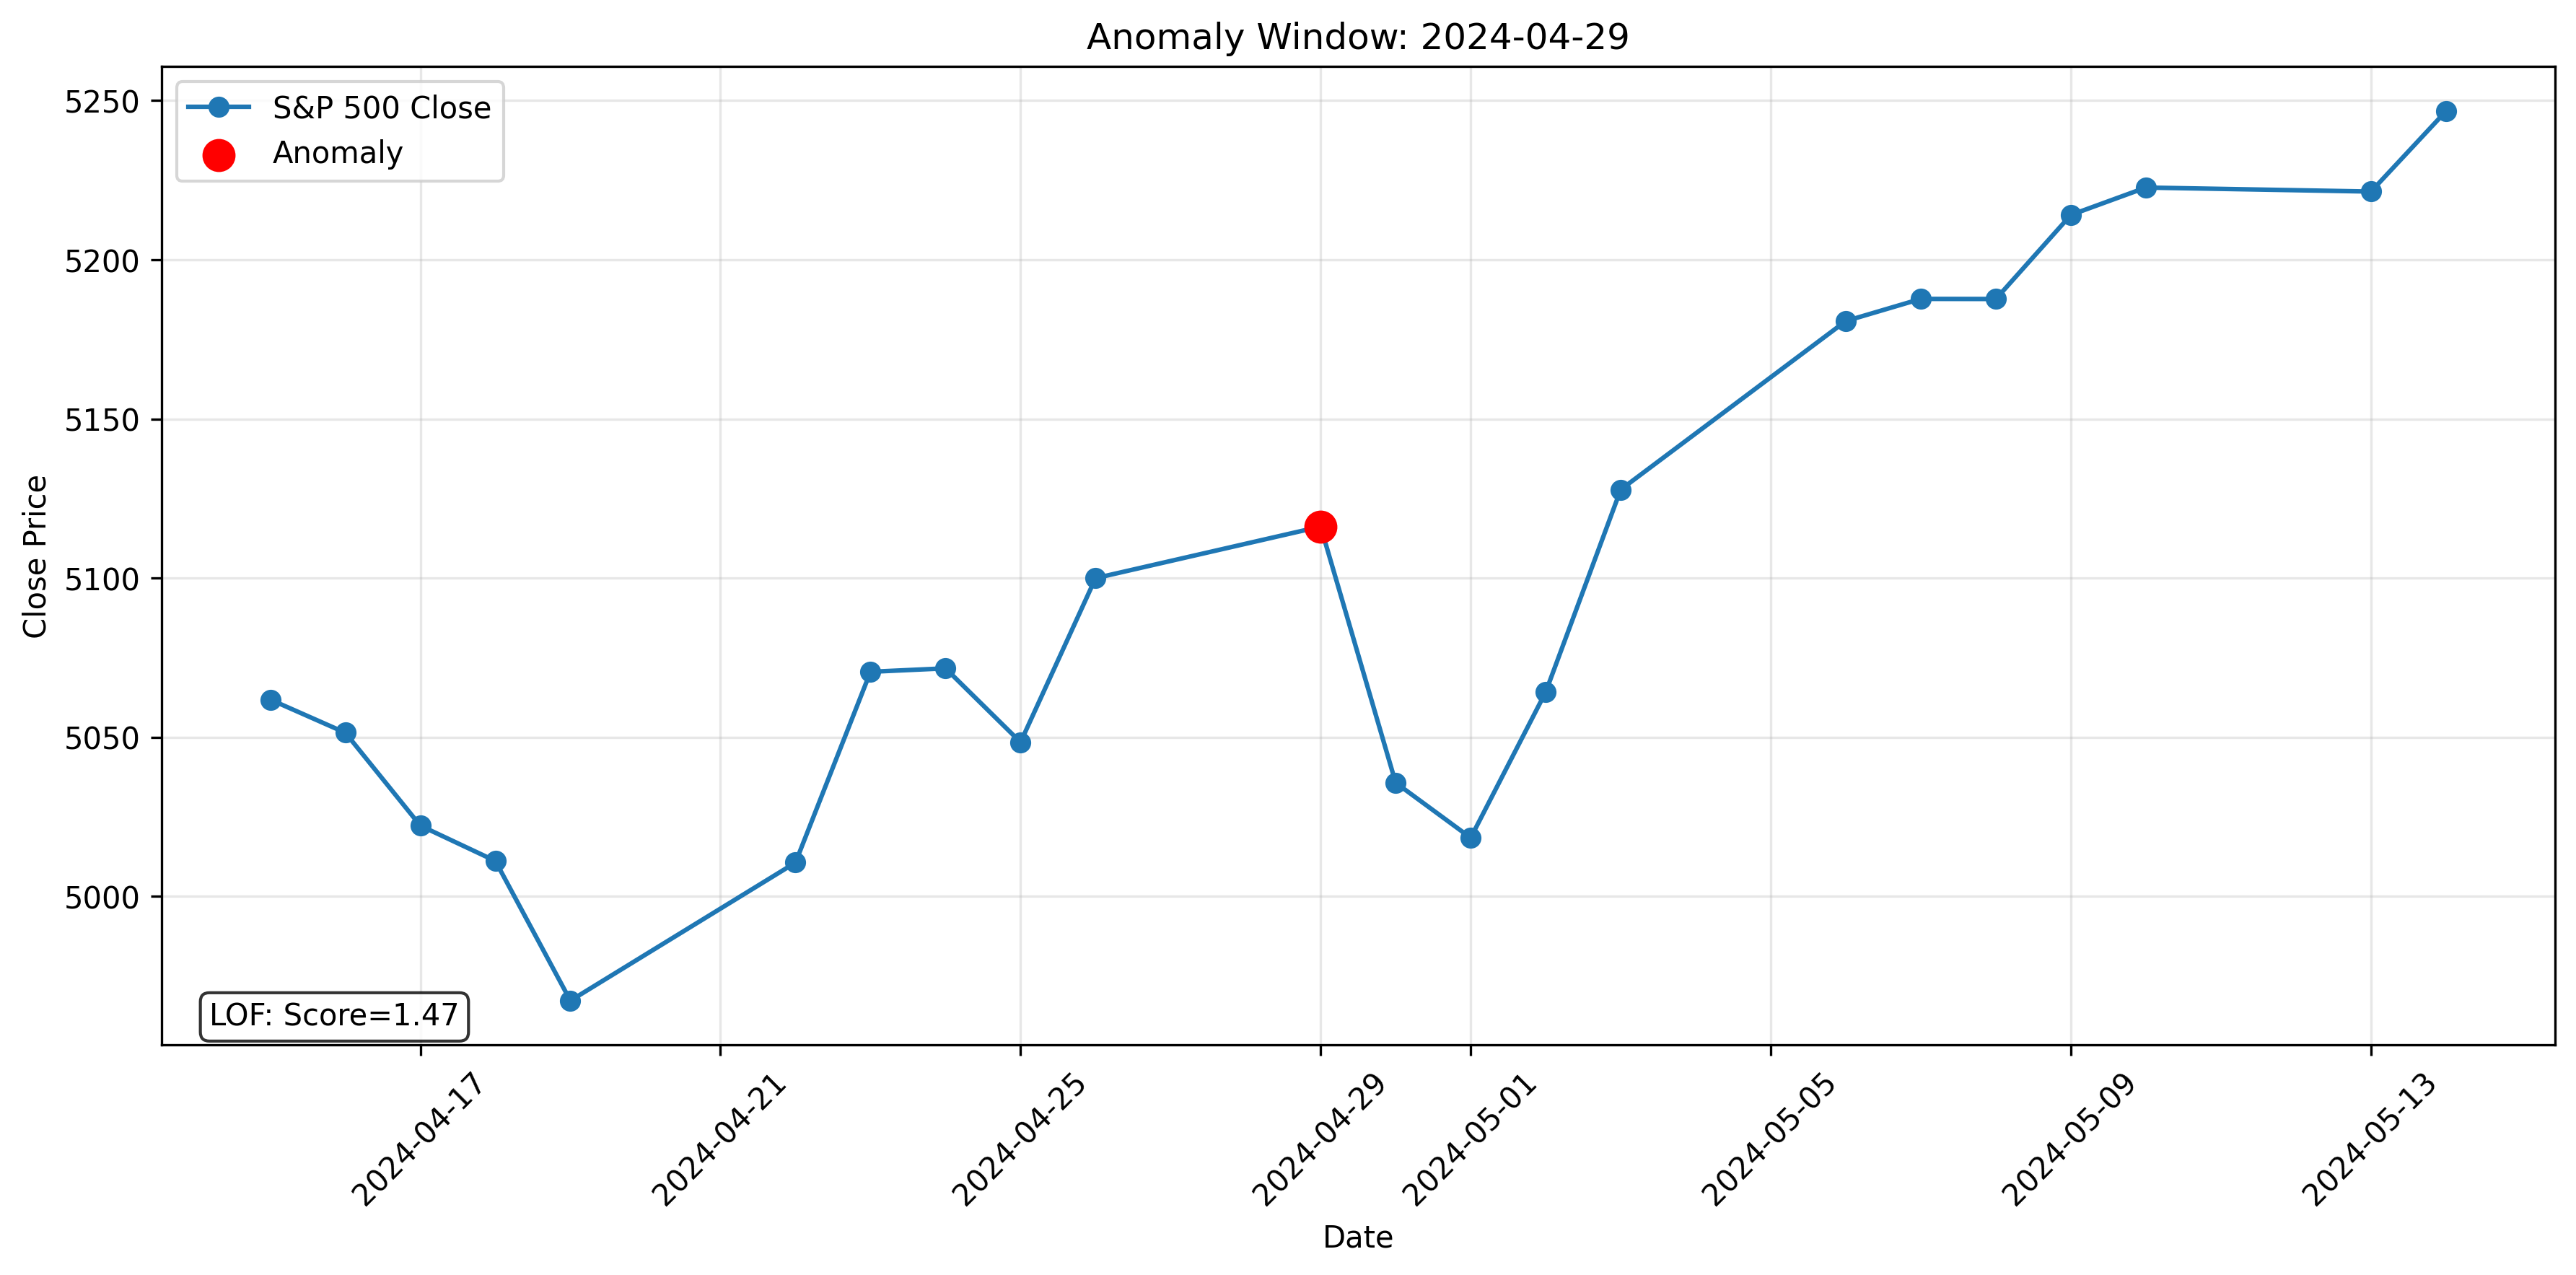 Anomaly Window: 2024-04-29
S&P 500 Close
Anomaly
Close Price
5250
5200
5150
5100
5050
5000
LOF: Score=1.47
2024-04-17
2024-04-21
2024-04-25
2024-04-29
2024-05-01
2024-05-05
2024-05-09
2024-05-13
Date